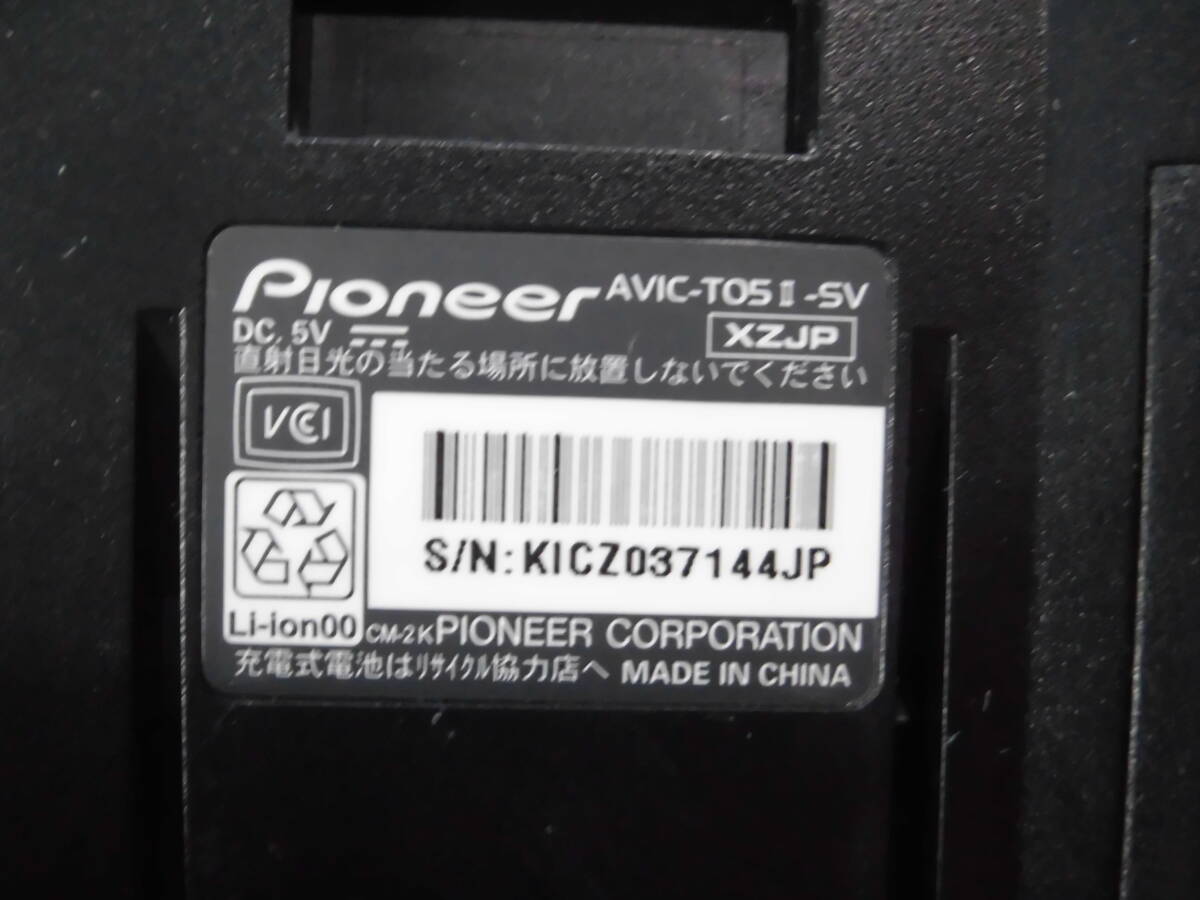 Pioneer AVIC-T05Ⅱ-SV
DC. 5V XZJP
直射日光の当たる場所に放置しないでください
VCCI
S/N:KICZ037144JP
Li-ion00 CM-2K PIONEER CORPORATION
充電式電池はリサイクル協力店へ MADE IN CHINA